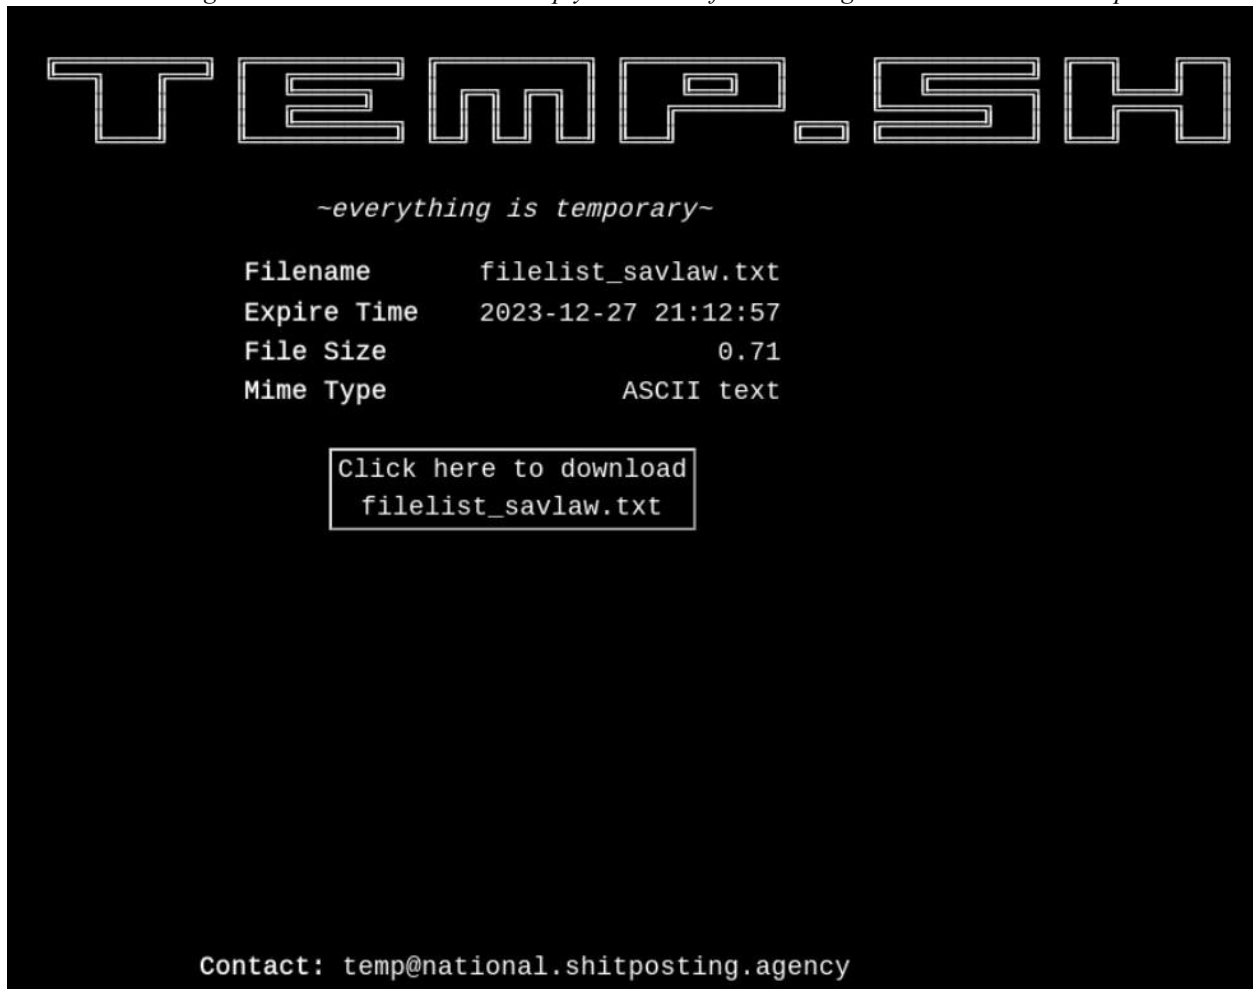 TEMP.SH
~everything is temporary~
Filename filelist_savlaw.txt
Expire Time 2023-12-27 21:12:57
File Size 0.71
Mime Type ASCII text
Click here to download
filelist_savlaw.txt
Contact: temp@national.shitposting.agency